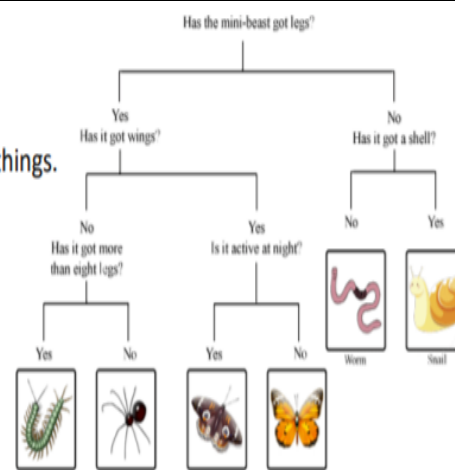 Has the mini-beast got legs?
Yes
Has it got wings?
No
Has it got a shell?
things.
No
Has it got more
than eight legs?
Yes
Is it active at night?
No
Yes
Yes
No
Yes
No
Worm
Snail